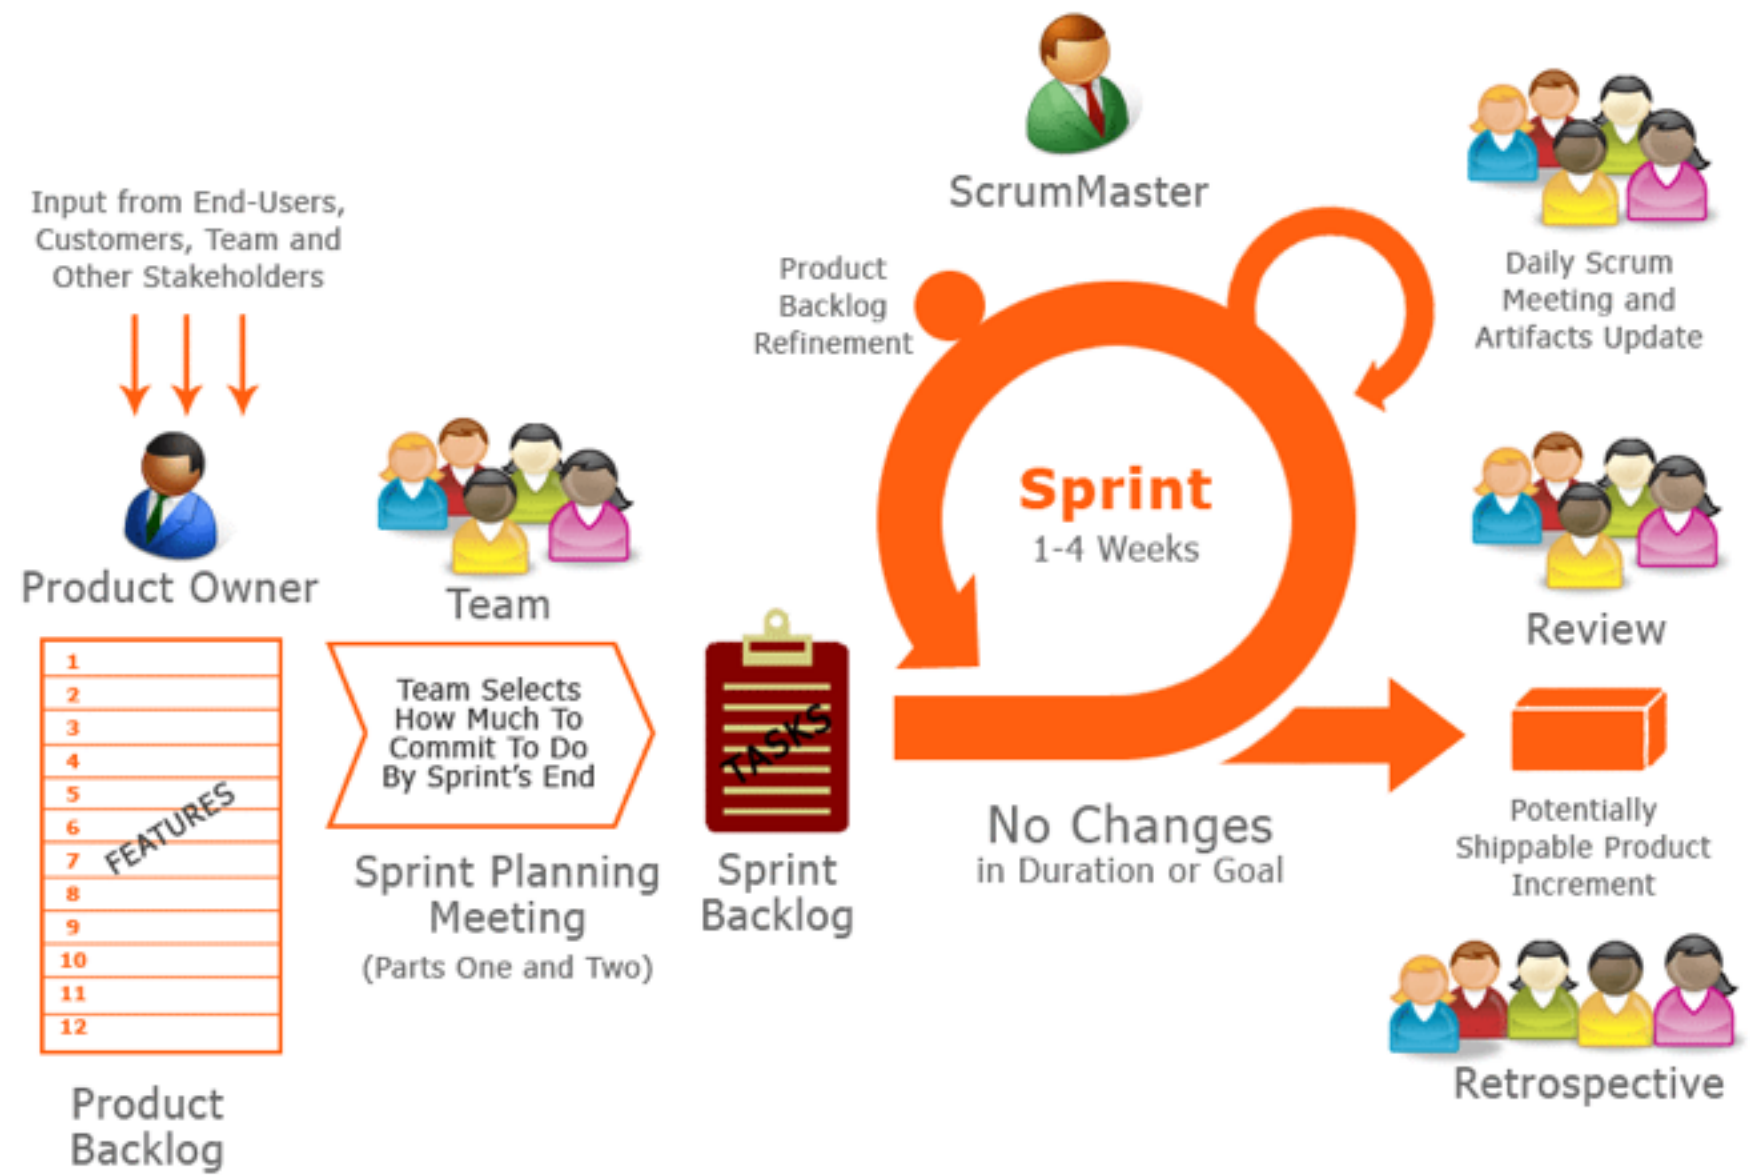 Input from End-Users,
Customers, Team and
Other Stakeholders
Product Owner
1
2
3
4
5
6
7
8
9
10
11
12
FEATURES
Product
Backlog
Team
Team Selects
How Much To
Commit To Do
By Sprint's End
Sprint Planning
Meeting
(Parts One and Two)
TASKS
Sprint
Backlog
ScrumMaster
Product
Backlog
Refinement
Sprint
1-4 Weeks
No Changes
in Duration or Goal
Daily Scrum
Meeting and
Artifacts Update
Review
Potentially
Shippable Product
Increment
Retrospective